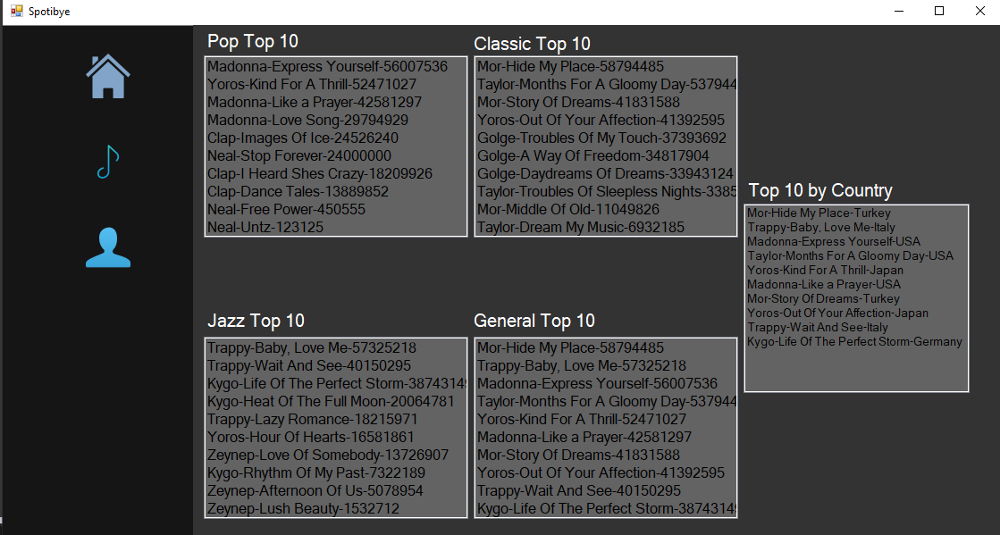 Spotibye
Pop Top 10
Madonna-Express Yourself-56007536
Yoros-Kind For A Thrill-52471027
Madonna-Like a Prayer-42581297
Madonna-Love Song-29794929
Clap-Images Of Ice-24526240
Neal-Stop Forever-24000000
Clap-I Heard Shes Crazy-18209926
Clap-Dance Tales-13889852
Neal-Free Power-450555
Neal-Untz-123125
Classic Top 10
Mor-Hide My Place-58794485
Taylor-Months For A Gloomy Day-537944
Mor-Story Of Dreams-41831588
Yoros-Out Of Your Affection-41392595
Golge-Troubles Of My Touch-37393692
Golge-A Way Of Freedom-34817904
Golge-Daydreams Of Dreams-33943124
Taylor-Troubles Of Sleepless Nights-3385
Mor-Middle Of Old-11049826
Taylor-Dream My Music-6932185
Top 10 by Country
Mor-Hide My Place-Turkey
Trappy-Baby, Love Me-Italy
Madonna-Express Yourself-USA
Taylor-Months For A Gloomy Day-USA
Yoros-Kind For A Thrill-Japan
Madonna-Like a Prayer-USA
Mor-Story Of Dreams-Turkey
Yoros-Out Of Your Affection-Japan
Trappy-Wait And See-Italy
Kygo-Life Of The Perfect Storm-Germany
Jazz Top 10
Trappy-Baby, Love Me-57325218
Trappy-Wait And See-40150295
Kygo-Life Of The Perfect Storm-3874314
Kygo-Heat Of The Full Moon-20064781
Trappy-Lazy Romance-18215971
Yoros-Hour Of Hearts-16581861
Zeynep-Love Of Somebody-13726907
Kygo-Rhythm Of My Past-7322189
Zeynep-Afternoon Of Us-5078954
Zeynep-Lush Beauty-1532712
General Top 10
Mor-Hide My Place-58794485
Trappy-Baby, Love Me-57325218
Madonna-Express Yourself-56007536
Taylor-Months For A Gloomy Day-537944
Yoros-Kind For A Thrill-52471027
Madonna-Like a Prayer-42581297
Mor-Story Of Dreams-41831588
Yoros-Out Of Your Affection-41392595
Trappy-Wait And See-40150295
Kygo-Life Of The Perfect Storm-3874314